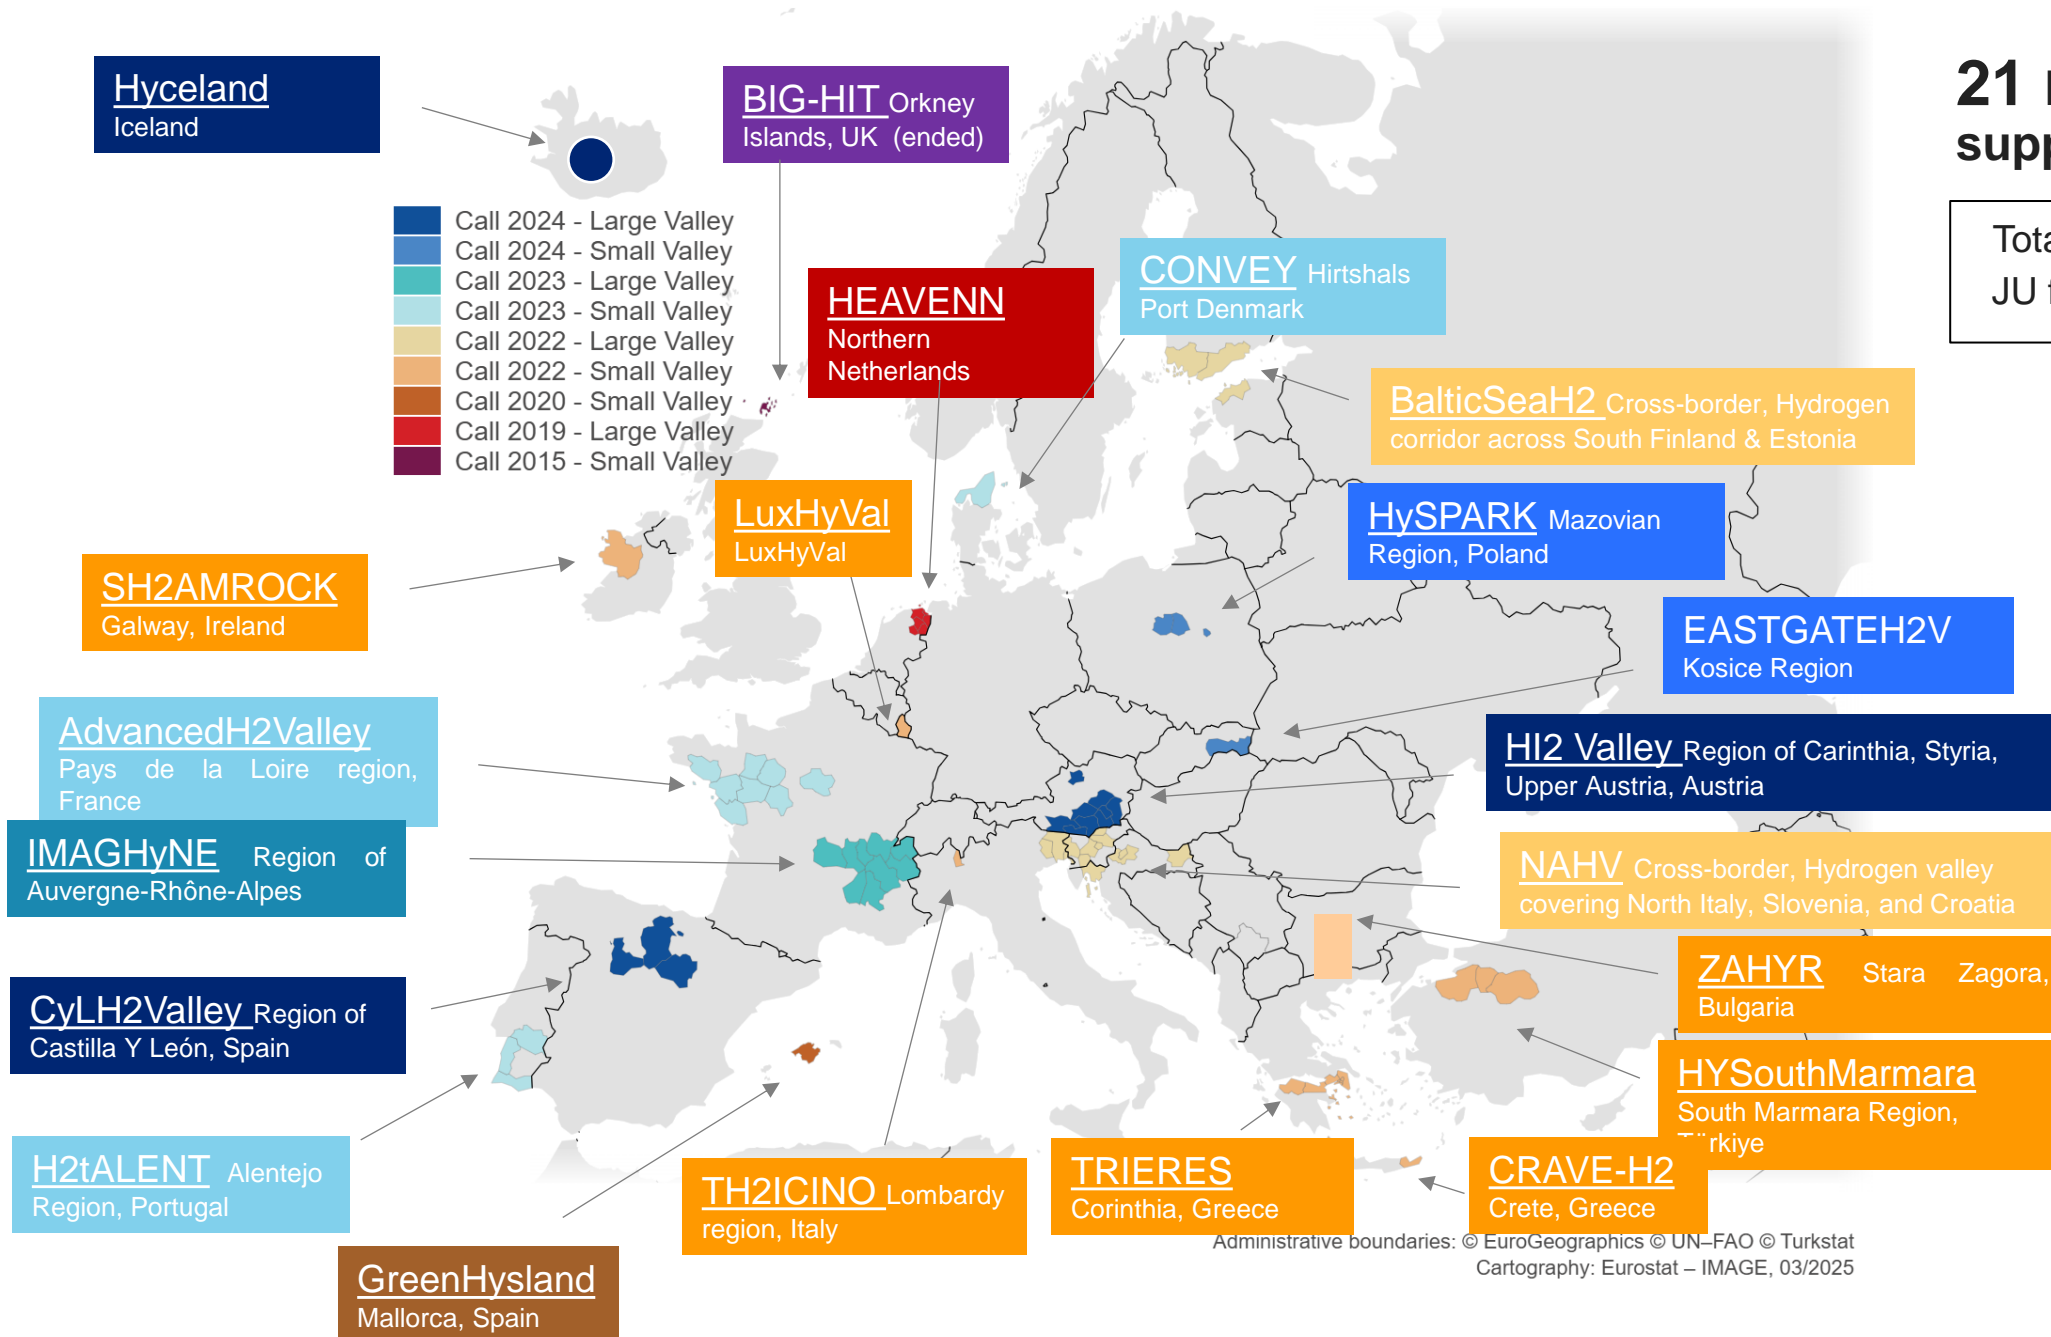 Hyceland
Iceland
BIG-HIT Orkney
Islands, UK (ended)
21
supp
Tota
JU f
Call 2024 - Large Valley
Call 2024 - Small Valley
Call 2023 - Large Valley
Call 2023 - Small Valley
Call 2022 - Large Valley
Call 2022 - Small Valley
Call 2020 - Small Valley
Call 2019 - Large Valley
Call 2015 - Small Valley
HEAVENN
Northern
Netherlands
CONVEY Hirtshals
Port Denmark
BalticSeaH2 Cross-border, Hydrogen
corridor across South Finland & Estonia
LuxHyVal
LuxHyVal
HySPARK Mazovian
Region, Poland
SH2AMROCK
Galway, Ireland
EASTGATEH2V
Kosice Region
AdvancedH2Valley
Pays de la Loire region,
France
HI2 Valley Region of Carinthia, Styria,
Upper Austria, Austria
IMAGHyNE Region of
Auvergne-Rhône-Alpes
NAHV Cross-border, Hydrogen valley
covering North Italy, Slovenia, and Croatia
ZAHYR Stara Zagora,
Bulgaria
CyLH2Valley Region of
Castilla Y León, Spain
HYSouthMarmara
South Marmara Region,
Türkiye
H2tALENT Alentejo
Region, Portugal
TH2ICINO Lombardy
region, Italy
TRIERES
Corinthia, Greece
CRAVE-H2
Crete, Greece
GreenHysland
Mallorca, Spain
Administrative boundaries: © EuroGeographics © UN–FAO © Turkstat
Cartography: Eurostat – IMAGE, 03/2025